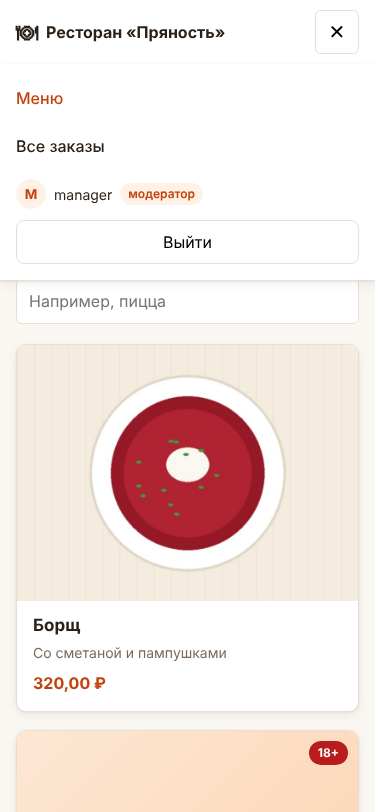 Ресторан «Пряность»
Меню
Все заказы
M manager модератор
Выйти
Например, пицца
Борщ
Со сметаной и пампушками
320,00 ₽
18+